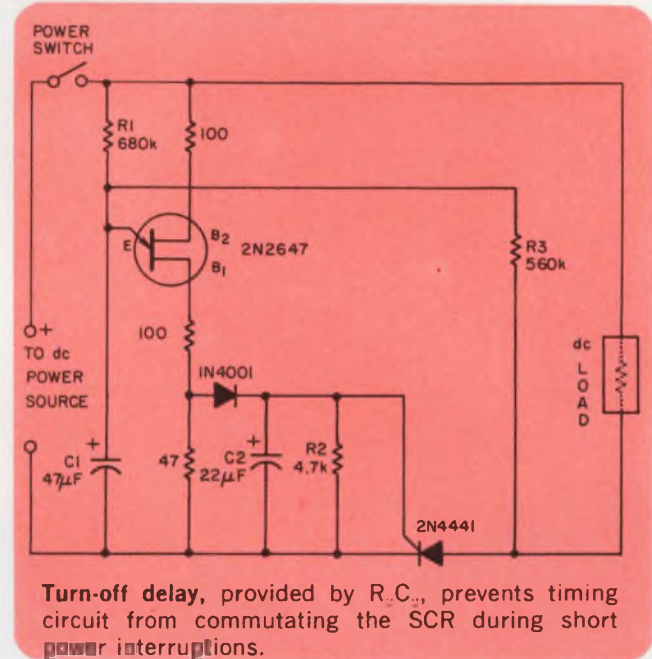 POWER
SWITCH
R1
680k
100
E
B2
2N2647
B1
R3
560k
+
TO dc
POWER
SOURCE
100
1N4001
dc
LOAD
C1
+
47µF
47
C2
+
22µF
R2
4.7k
2N4441
Turn-off delay, provided by R..C.., prevents timing
circuit from commutating the SCR during short
power interruptions.